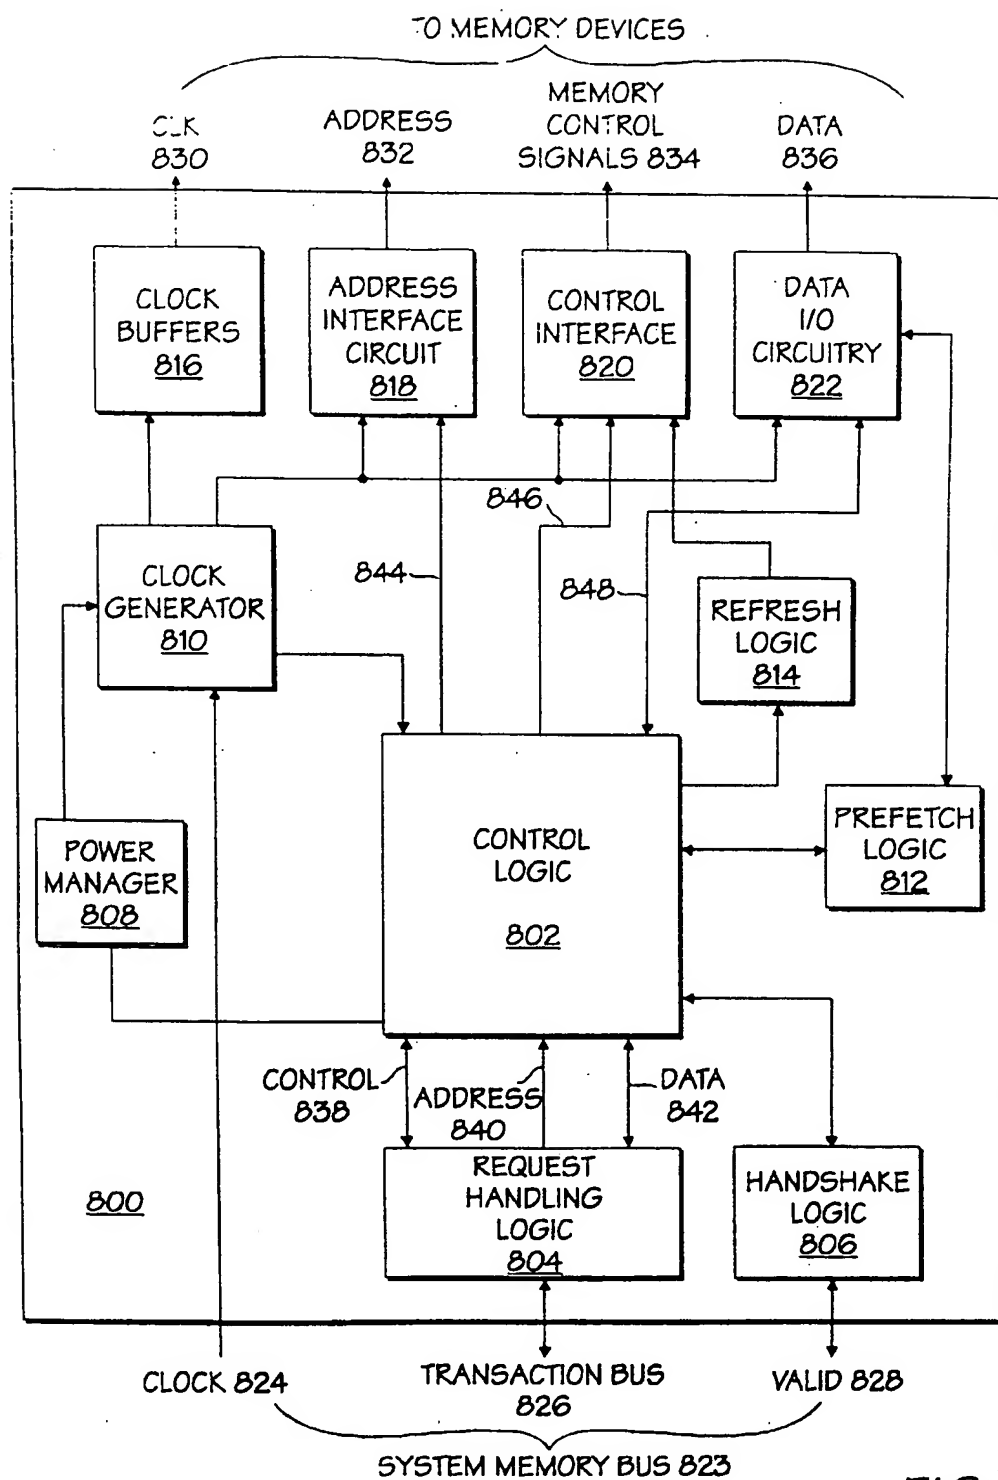 TO MEMORY DEVICES
CLK
830
ADDRESS
832
MEMORY
CONTROL
SIGNALS 834
DATA
836
CLOCK
BUFFERS
816
ADDRESS
INTERFACE
CIRCUIT
818
CONTROL
INTERFACE
820
DATA
I/O
CIRCUITRY
822
846
CLOCK
GENERATOR
810
844
848
REFRESH
LOGIC
814
POWER
MANAGER
808
CONTROL
LOGIC
802
PREFETCH
LOGIC
812
CONTROL
838
ADDRESS
840
DATA
842
800
REQUEST
HANDLING
LOGIC
804
HANDSHAKE
LOGIC
806
CLOCK 824
TRANSACTION BUS
826
VALID 828
SYSTEM MEMORY BUS 823